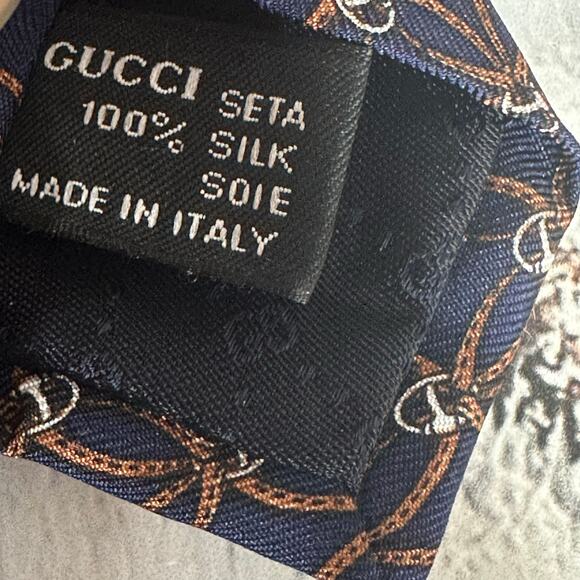 GUCCI SETA
100% SILK
SOIE
MADE IN ITALY